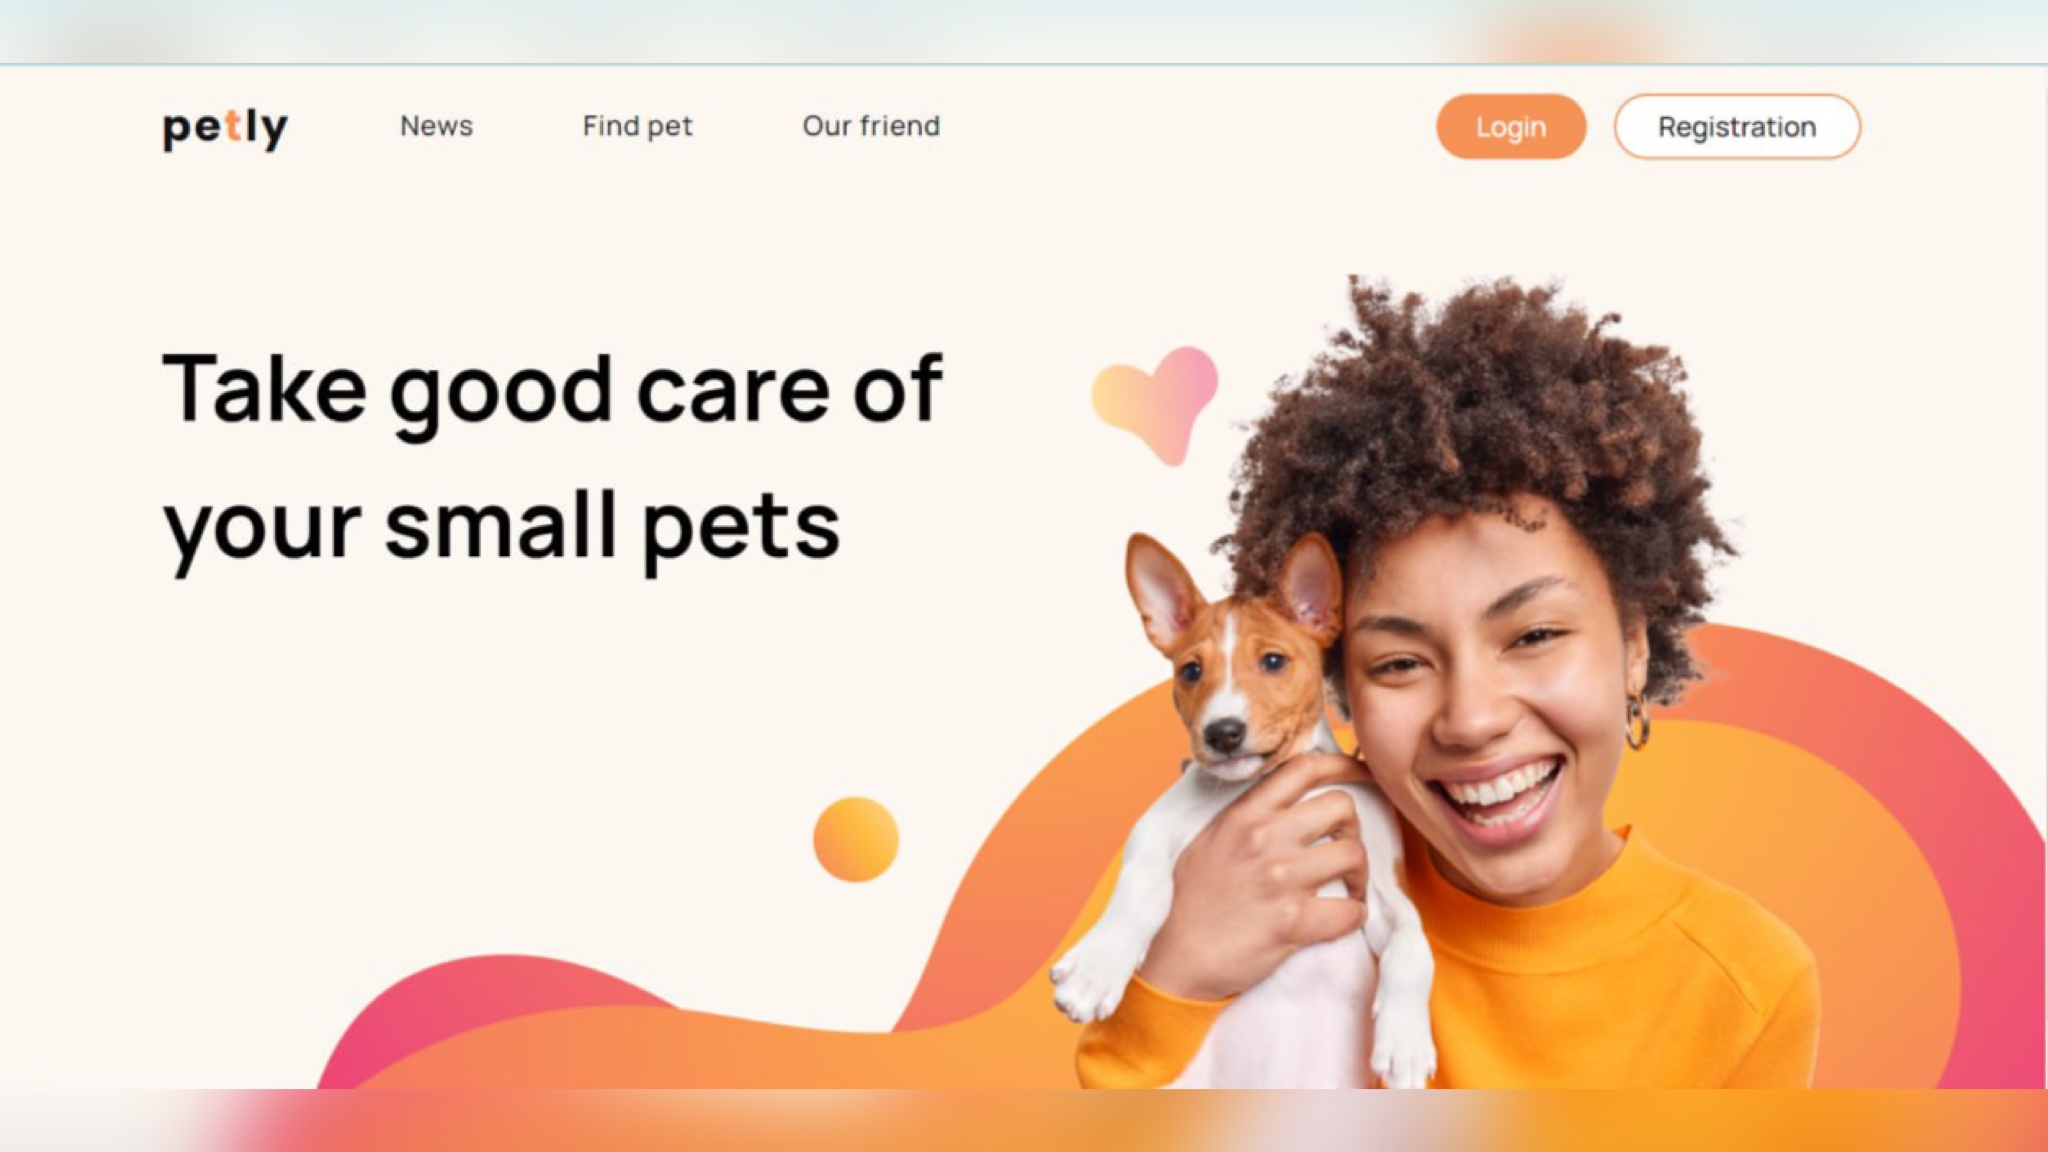 petly
News
Find pet
Our friend
Login
Registration
Take good care of
your small pets